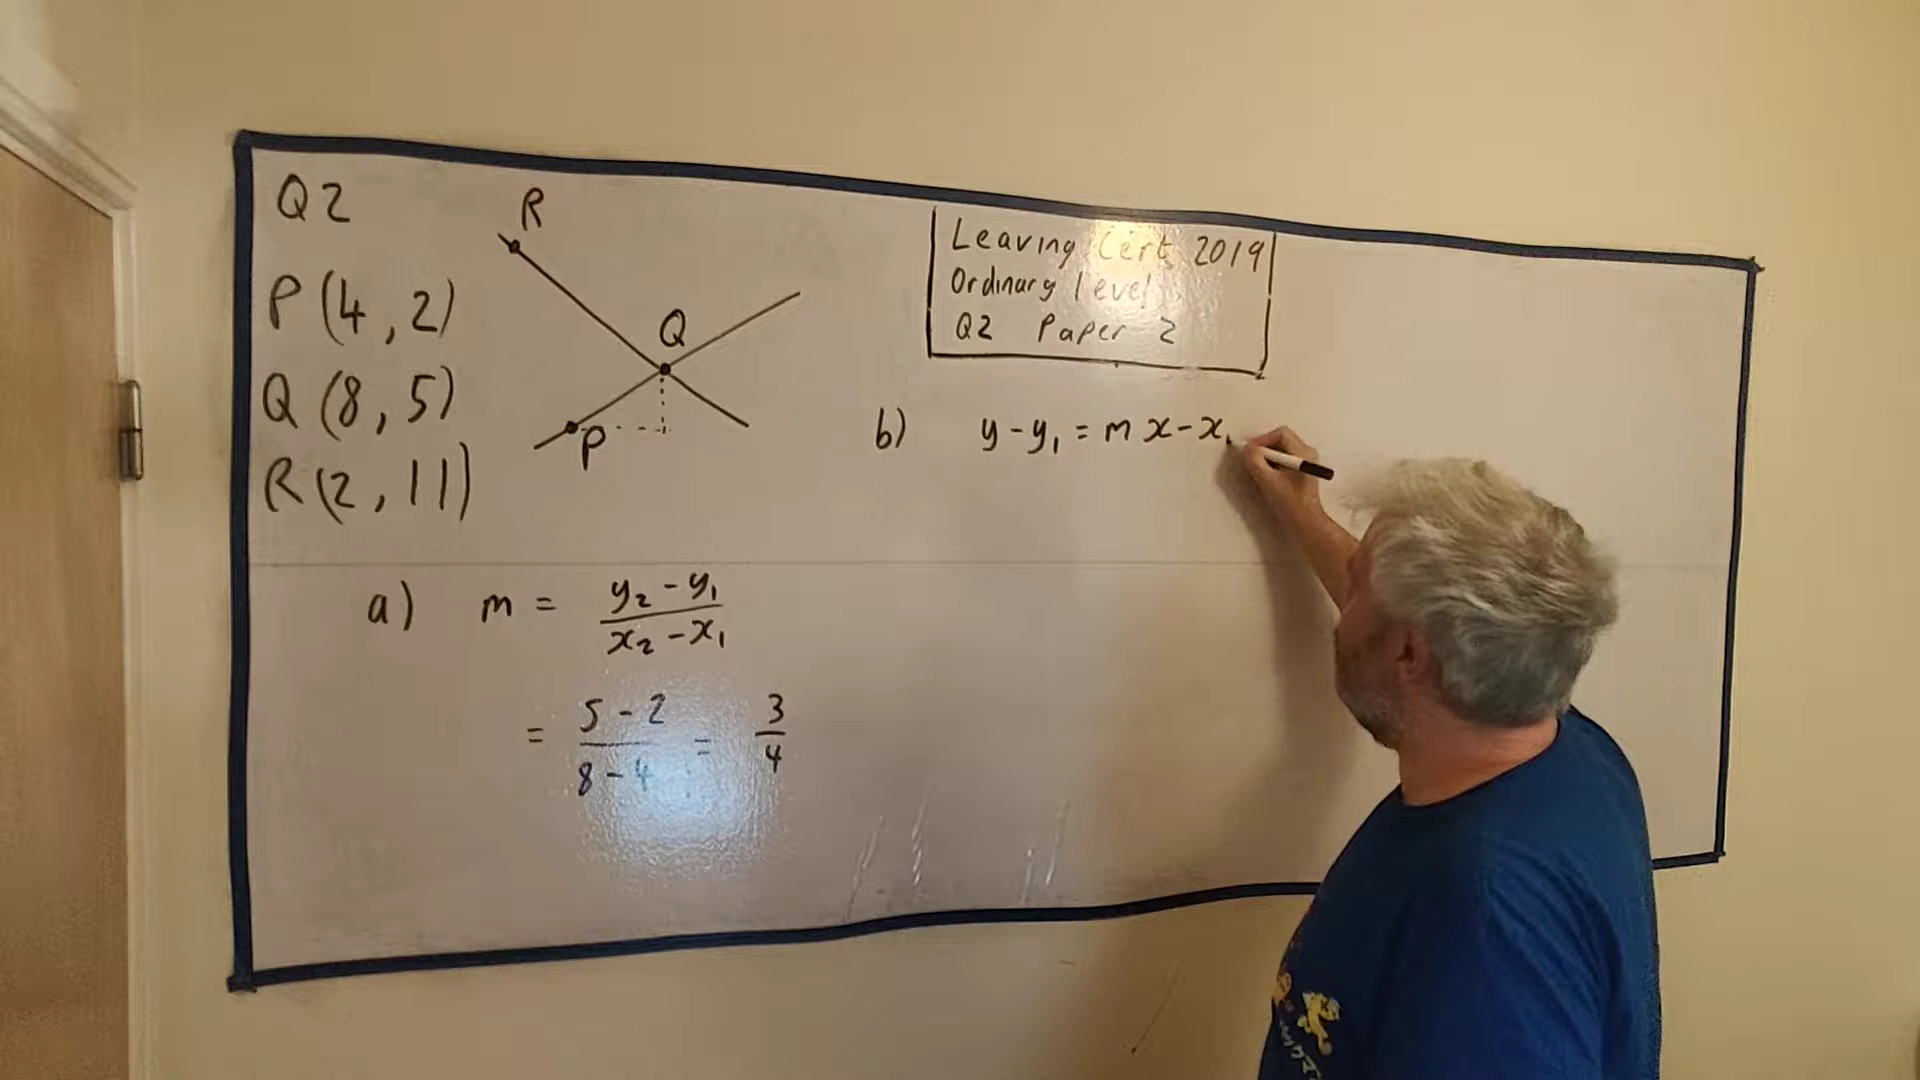 Q2
P(4,2)
Q(8,5)
R(2,11)
R
Q
P
Leaving Cert 2019
Ordinary level
Q2 Paper 2
a) m = y₂ - y₁ / x₂ - x₁
= 5 - 2 / 8 - 4 = 3/4
b) y - y₁ = m x - x₁